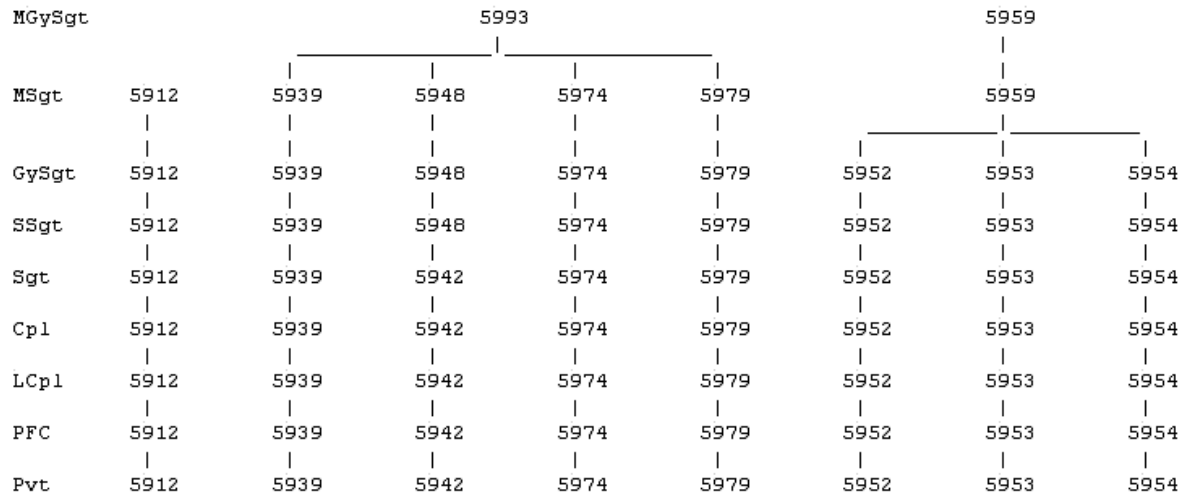 MGySgt 5993 5959
MSgt 5912 5939 5948 5974 5979 5959
GySgt 5912 5939 5948 5974 5979 5952 5953 5954
SSgt 5912 5939 5948 5974 5979 5952 5953 5954
Sgt 5912 5939 5942 5974 5979 5952 5953 5954
Cpl 5912 5939 5942 5974 5979 5952 5953 5954
LCpl 5912 5939 5942 5974 5979 5952 5953 5954
PFC 5912 5939 5942 5974 5979 5952 5953 5954
Pvt 5912 5939 5942 5974 5979 5952 5953 5954